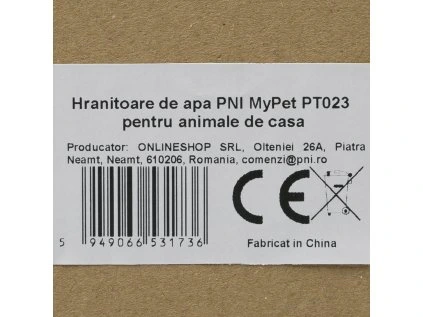 Hranitoare de apa PNI MyPet PT023
pentru animale de casa
Producator: ONLINESHOP SRL, Olteniei 26A, Piatra
Neamt, Neamt, 610206, Romania, comenzi@pni.ro
CE
5 949066 531736
Fabricat in China